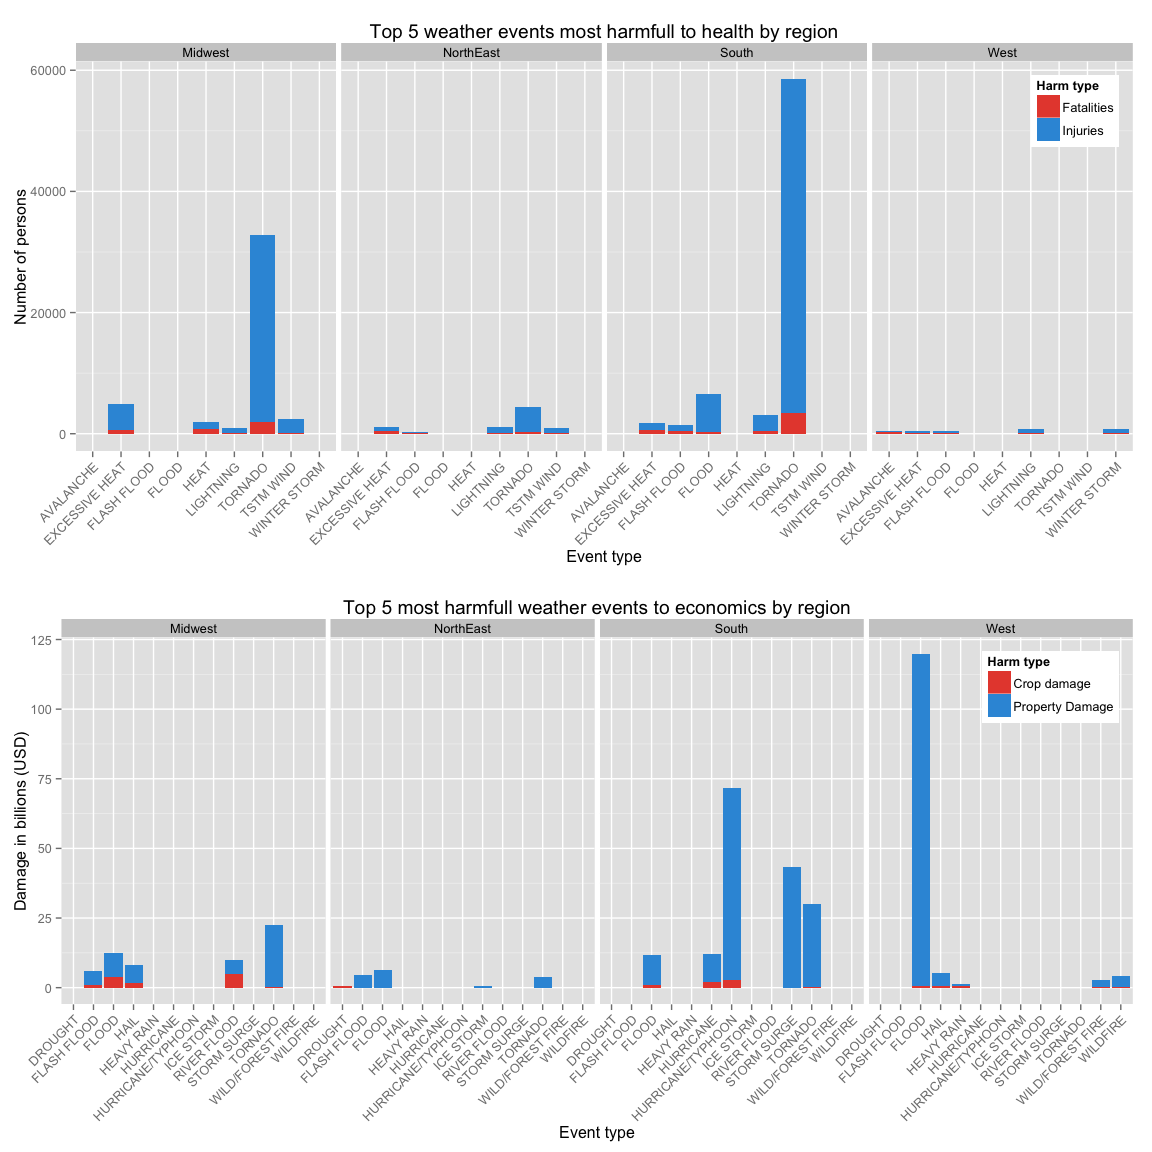 Top 5 weather events most harmfull to health by region
Midwest NorthEast South West
Harm type
Fatalities
Injuries
60000
40000
20000
0
Number of persons
AVALANCHE EXCESSIVE HEAT FLASH FLOOD FLOOD HEAT LIGHTNING TORNADO TSTM WIND WINTER STORM
AVALANCHE EXCESSIVE HEAT FLASH FLOOD FLOOD HEAT LIGHTNING TORNADO TSTM WIND WINTER STORM
AVALANCHE EXCESSIVE HEAT FLASH FLOOD FLOOD HEAT LIGHTNING TORNADO TSTM WIND WINTER STORM
AVALANCHE EXCESSIVE HEAT FLASH FLOOD FLOOD HEAT LIGHTNING TORNADO TSTM WIND WINTER STORM
Event type
Top 5 most harmfull weather events to economics by region
Midwest NorthEast South West
Harm type
Crop damage
Property Damage
125
100
75
50
25
0
Damage in billions (USD)
DROUGHT FLASH FLOOD FLOOD HAIL HEAVY RAIN HURRICANE HURRICANE/TYPHOON ICE STORM RIVER FLOOD STORM SURGE TORNADO WILD/FOREST FIRE WILDFIRE
DROUGHT FLASH FLOOD FLOOD HAIL HEAVY RAIN HURRICANE HURRICANE/TYPHOON ICE STORM RIVER FLOOD STORM SURGE TORNADO WILD/FOREST FIRE WILDFIRE
DROUGHT FLASH FLOOD FLOOD HAIL HEAVY RAIN HURRICANE HURRICANE/TYPHOON ICE STORM RIVER FLOOD STORM SURGE TORNADO WILD/FOREST FIRE WILDFIRE
DROUGHT FLASH FLOOD FLOOD HAIL HEAVY RAIN HURRICANE HURRICANE/TYPHOON ICE STORM RIVER FLOOD STORM SURGE TORNADO WILD/FOREST FIRE WILDFIRE
Event type